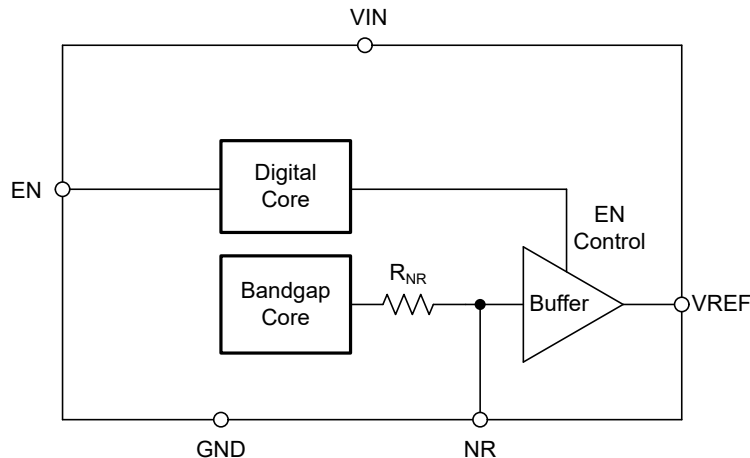 VIN
EN
Digital
Core
EN
Control
Bandgap
Core
RNR
Buffer
VREF
GND
NR